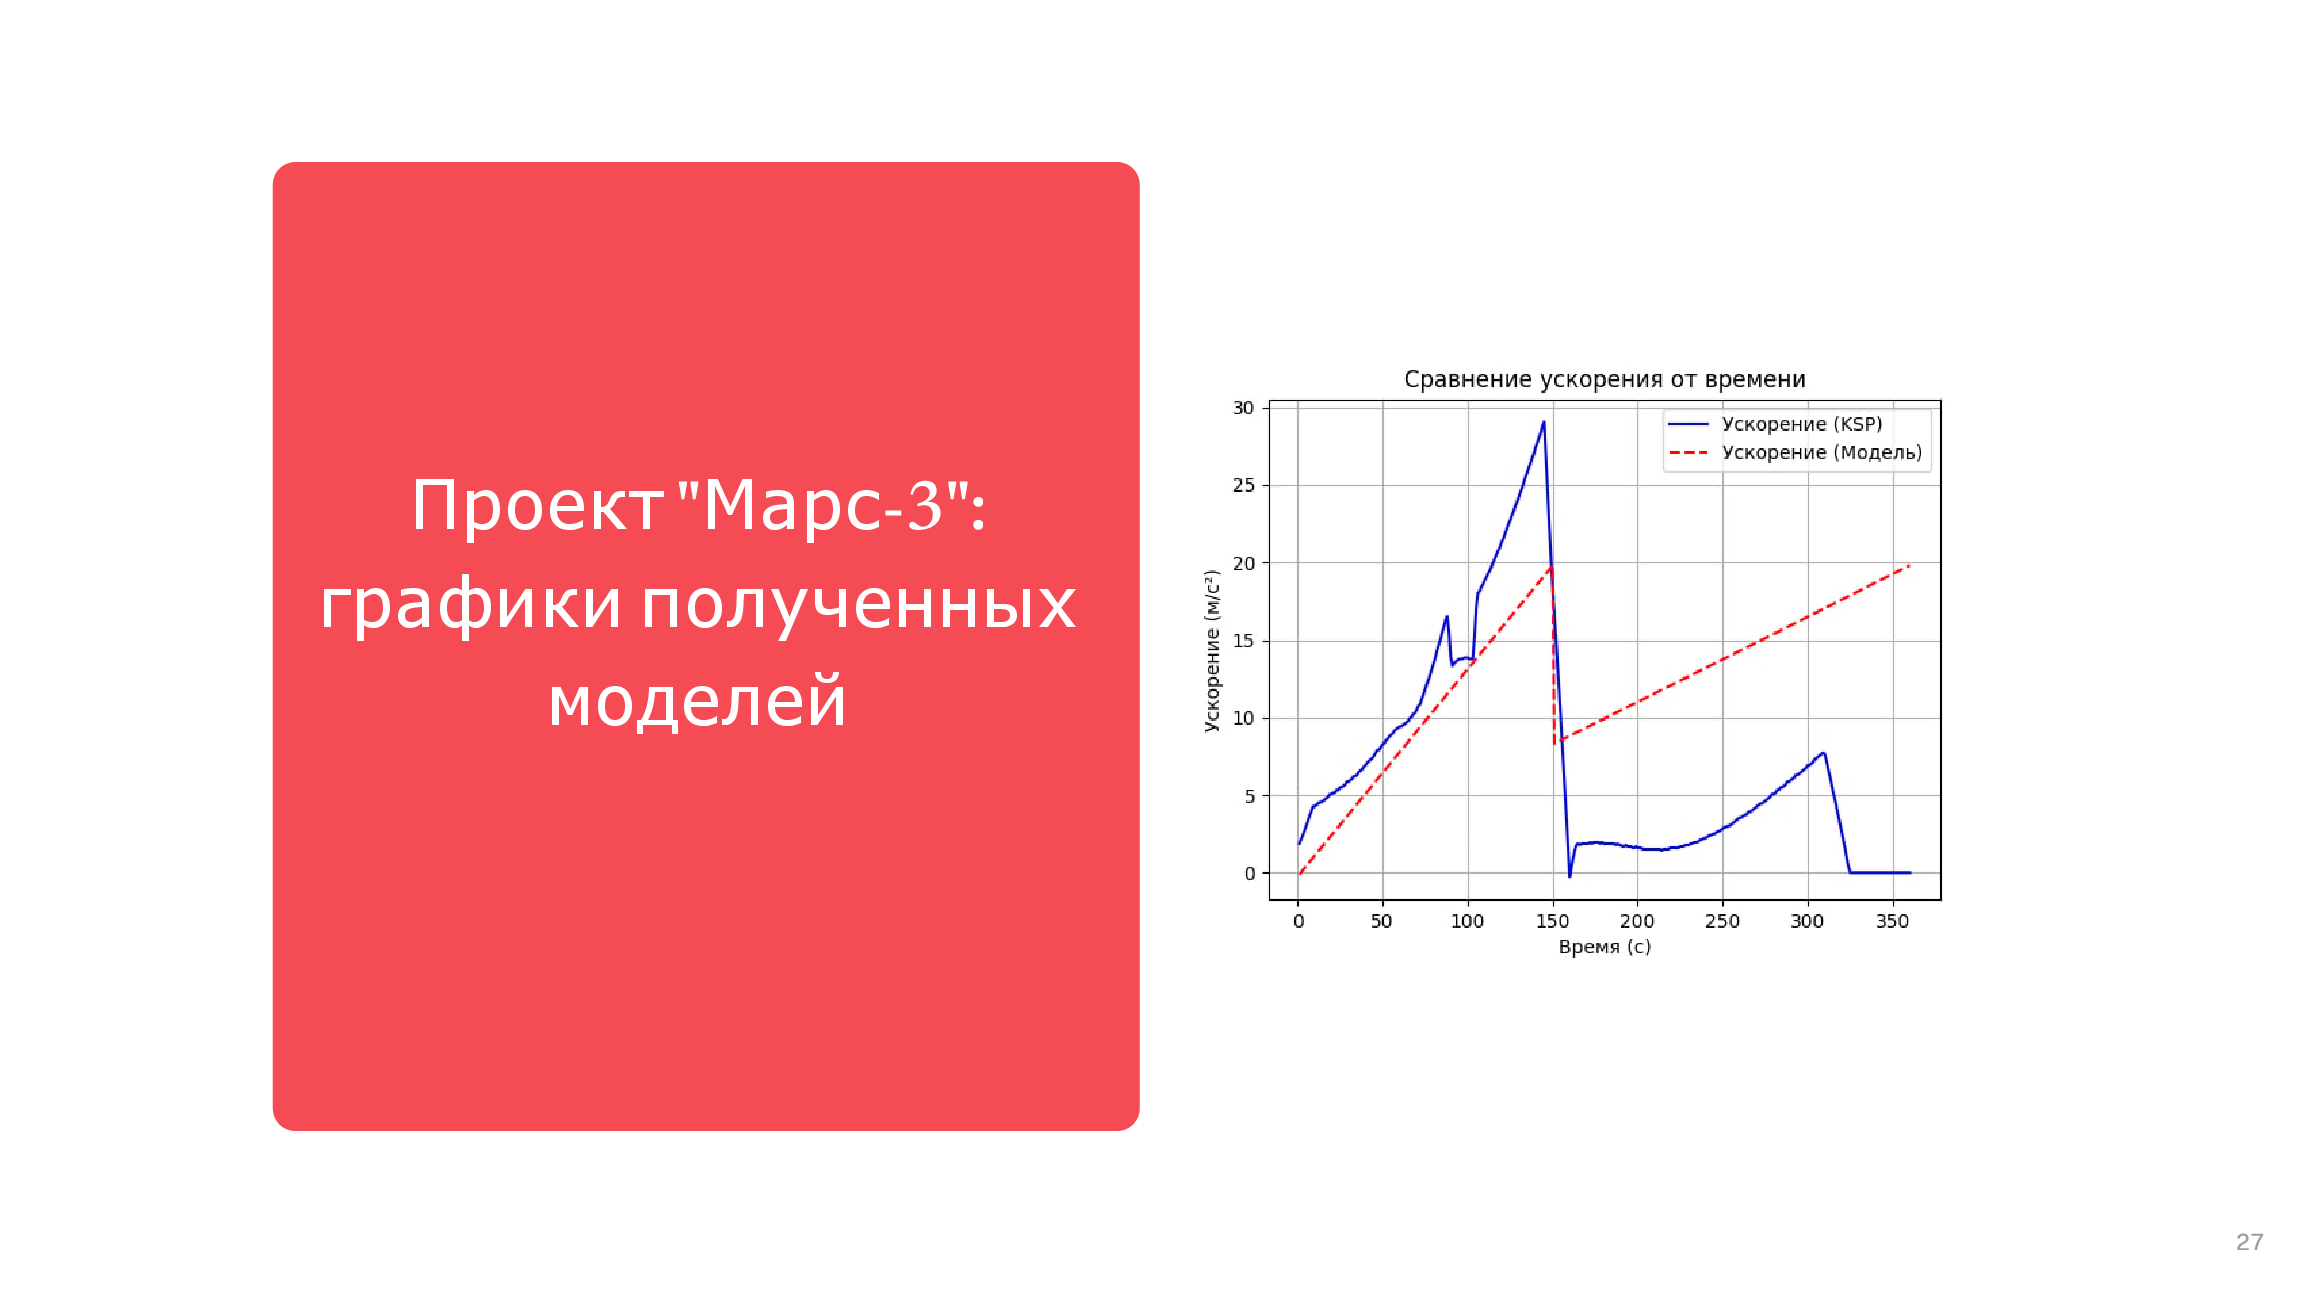 Проект "Марс-3":
графики полученных
моделей
Сравнение ускорения от времени
Ускорение (KSP)
Ускорение (Модель)
Ускорение (м/с²)
30
25
20
15
10
5
0
0 50 100 150 200 250 300 350
Время (с)
27